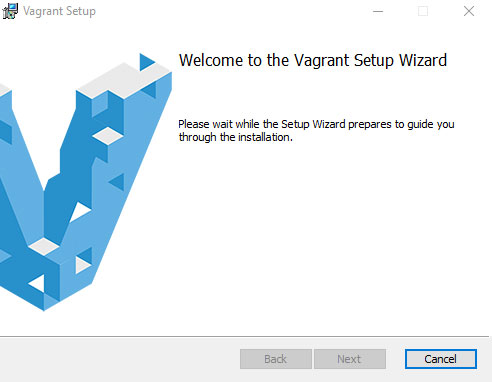 Vagrant Setup
Welcome to the Vagrant Setup Wizard
Please wait while the Setup Wizard prepares to guide you
through the installation.
Back
Next
Cancel